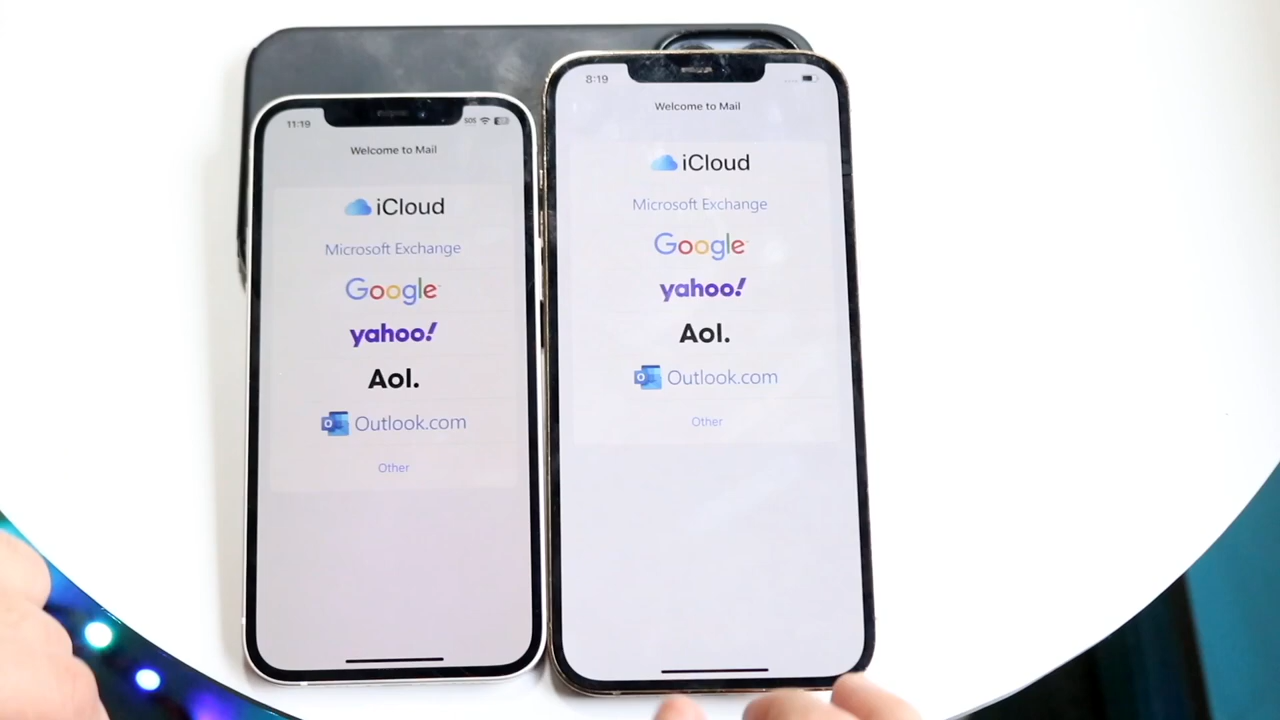 11:19
SOS
Welcome to Mail
iCloud
Microsoft Exchange
Google
yahoo!
Aol.
Outlook.com
Other
8:19
Welcome to Mail
iCloud
Microsoft Exchange
Google
yahoo!
Aol.
Outlook.com
Other